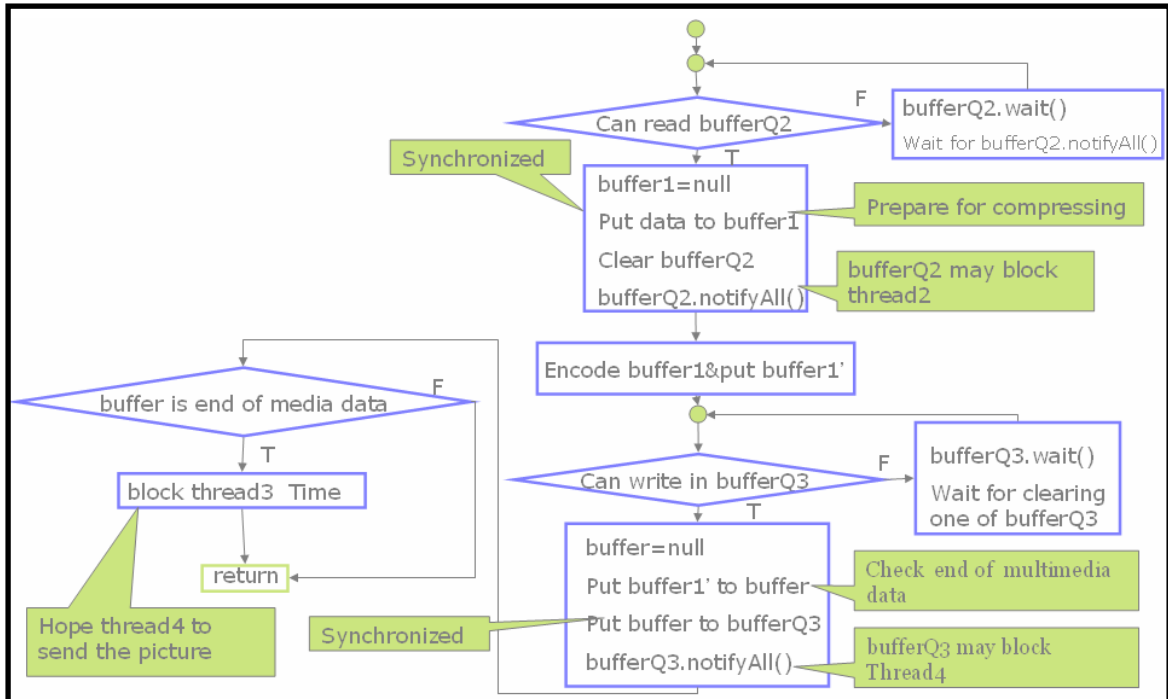 Can read bufferQ2
F
bufferQ2.wait()
Wait for bufferQ2.notifyAll()
T
Synchronized
buffer1=null
Put data to buffer1
Clear bufferQ2
bufferQ2.notifyAll()
Prepare for compressing
bufferQ2 may block
thread2
Encode buffer1&put buffer1'
Can write in bufferQ3
F
bufferQ3.wait()
Wait for clearing
one of bufferQ3
T
buffer=null
Put buffer1' to buffer
Put buffer to bufferQ3
bufferQ3.notifyAll()
Check end of multimedia
data
Synchronized
bufferQ3 may block
Thread4
buffer is end of media data
F
T
block thread3 Time
return
Hope thread4 to
send the picture